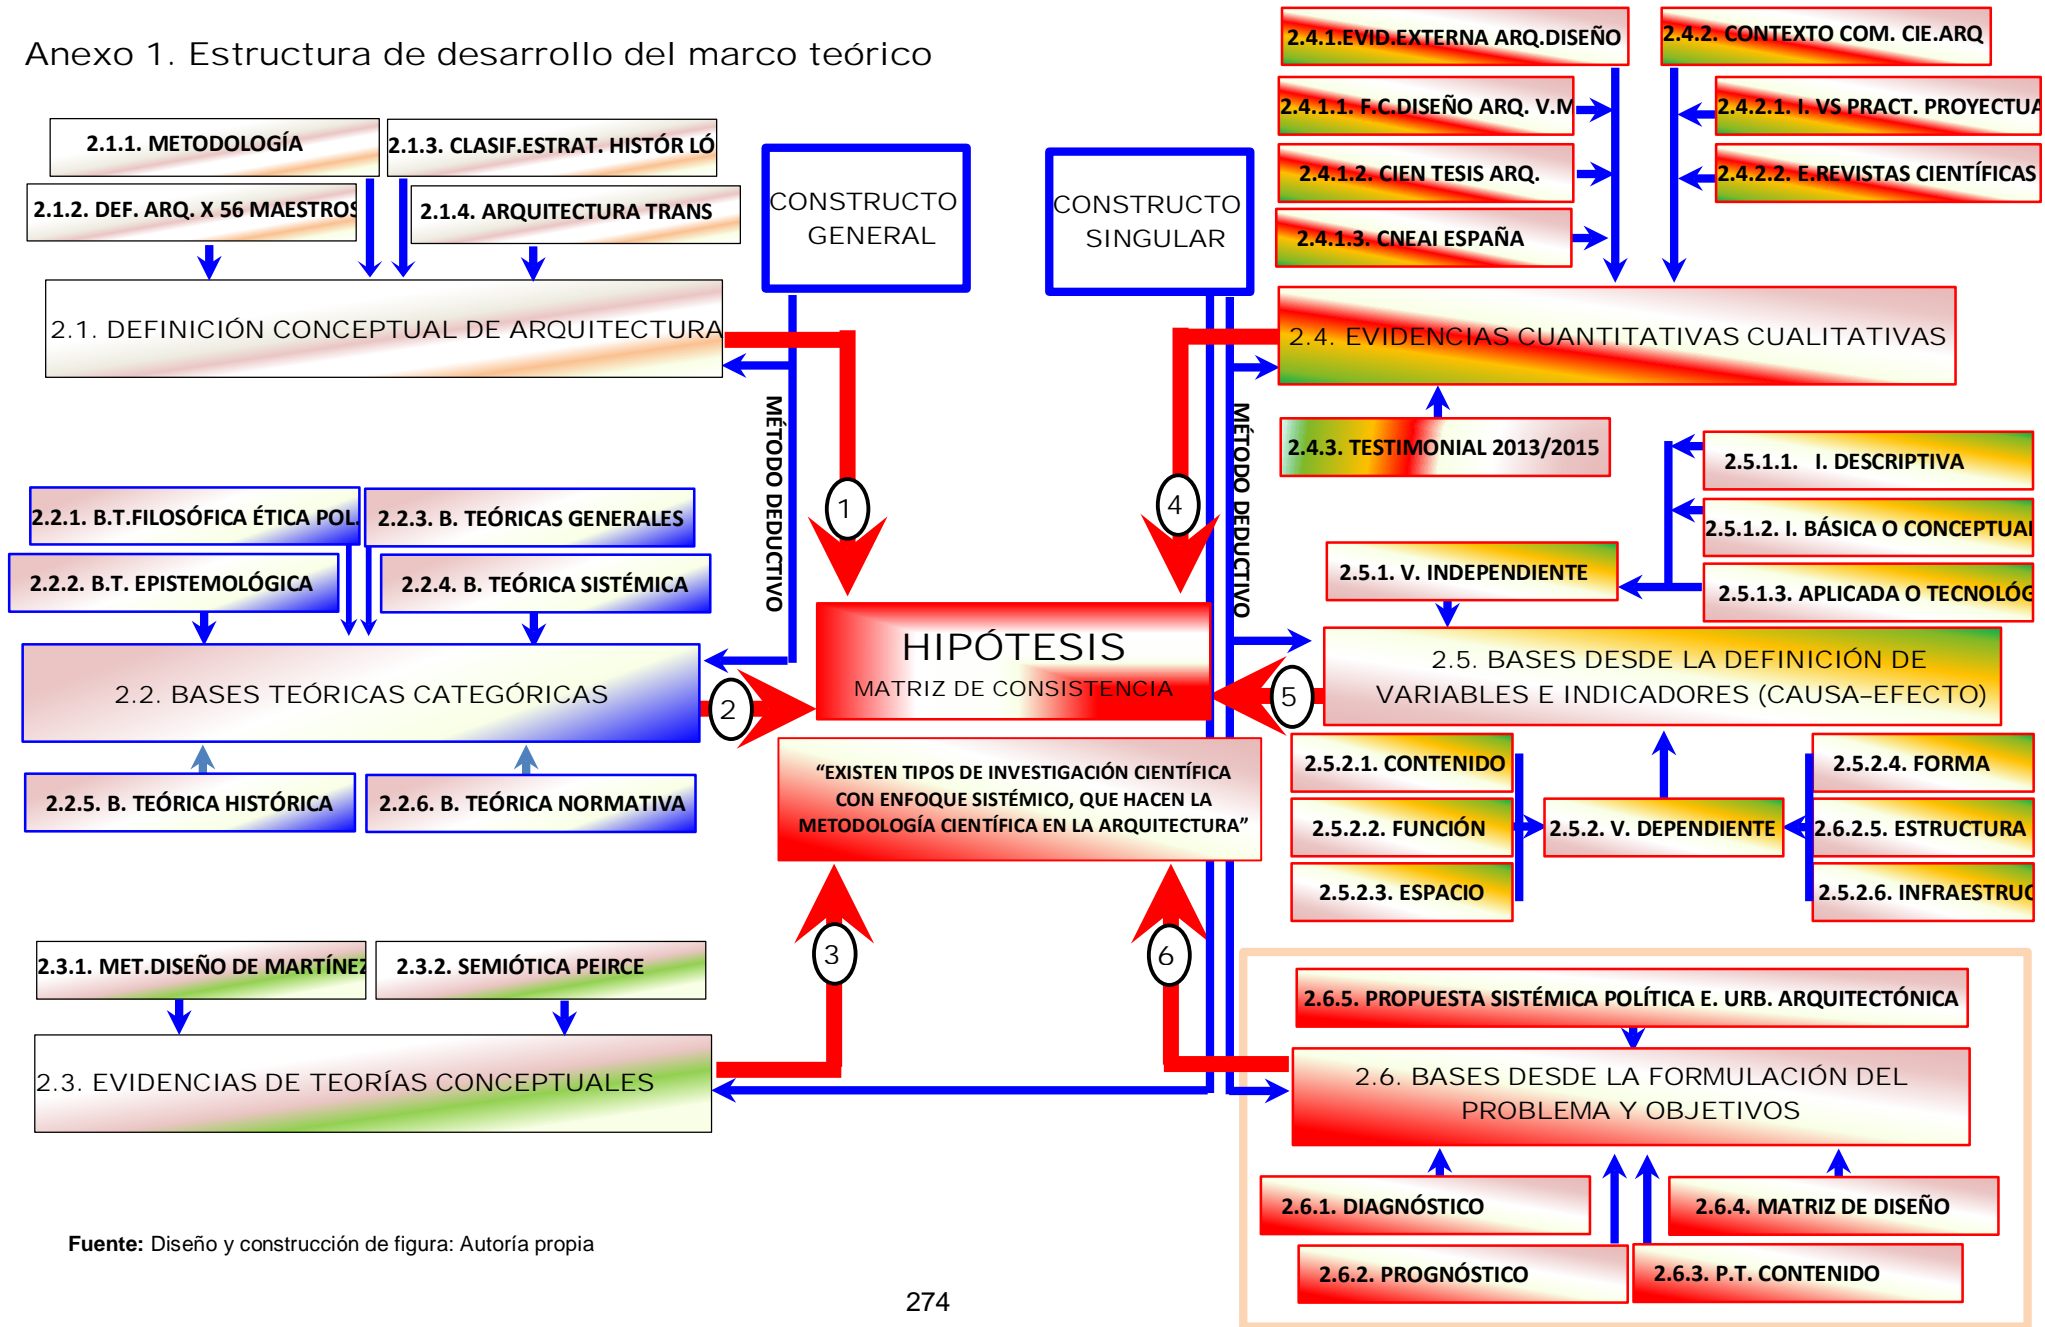 Anexo 1. Estructura de desarrollo del marco teórico
2.1.1. METODOLOGÍA
2.1.3. CLASIF.ESTRAT. HISTÓR LÓ
2.1.2. DEF. ARQ. X 56 MAESTROS
2.1.4. ARQUITECTURA TRANS
2.1. DEFINICIÓN CONCEPTUAL DE ARQUITECTURA
CONSTRUCTO
GENERAL
MÉTODO DEDUCTIVO
1
2.2.1. B.T.FILOSÓFICA ÉTICA POL.
2.2.3. B. TEÓRICAS GENERALES
2.2.2. B.T. EPISTEMOLÓGICA
2.2.4. B. TEÓRICA SISTÉMICA
2.2. BASES TEÓRICAS CATEGÓRICAS
2
2.2.5. B. TEÓRICA HISTÓRICA
2.2.6. B. TEÓRICA NORMATIVA
2.3.1. MET.DISEÑO DE MARTÍNEZ
2.3.2. SEMIÓTICA PEIRCE
2.3. EVIDENCIAS DE TEORÍAS CONCEPTUALES
3
HIPÓTESIS
MATRIZ DE CONSISTENCIA
“EXISTEN TIPOS DE INVESTIGACIÓN CIENTÍFICA
CON ENFOQUE SISTÉMICO, QUE HACEN LA
METODOLOGÍA CIENTÍFICA EN LA ARQUITECTURA”
CONSTRUCTO
SINGULAR
MÉTODO DEDUCTIVO
4
2.4.1.EVID.EXTERNA ARQ.DISEÑO
2.4.2. CONTEXTO COM. CIE.ARQ
2.4.1.1. F.C.DISEÑO ARQ. V.M
2.4.2.1. I. VS PRACT. PROYECTUA
2.4.1.2. CIEN TESIS ARQ.
2.4.2.2. E.REVISTAS CIENTÍFICAS
2.4.1.3. CNEAI ESPAÑA
2.4. EVIDENCIAS CUANTITATIVAS CUALITATIVAS
2.4.3. TESTIMONIAL 2013/2015
2.5.1.1. I. DESCRIPTIVA
2.5.1.2. I. BÁSICA O CONCEPTUAL
2.5.1. V. INDEPENDIENTE
2.5.1.3. APLICADA O TECNOLÓG
5
2.5. BASES DESDE LA DEFINICIÓN DE
VARIABLES E INDICADORES (CAUSA–EFECTO)
2.5.2.1. CONTENIDO
2.5.2.4. FORMA
2.5.2.2. FUNCIÓN
2.5.2. V. DEPENDIENTE
2.6.2.5. ESTRUCTURA
2.5.2.3. ESPACIO
2.5.2.6. INFRAESTRUC
6
2.6.5. PROPUESTA SISTÉMICA POLÍTICA E. URB. ARQUITECTÓNICA
2.6. BASES DESDE LA FORMULACIÓN DEL
PROBLEMA Y OBJETIVOS
2.6.1. DIAGNÓSTICO
2.6.4. MATRIZ DE DISEÑO
2.6.2. PROGNÓSTICO
2.6.3. P.T. CONTENIDO
Fuente: Diseño y construcción de figura: Autoría propia
274